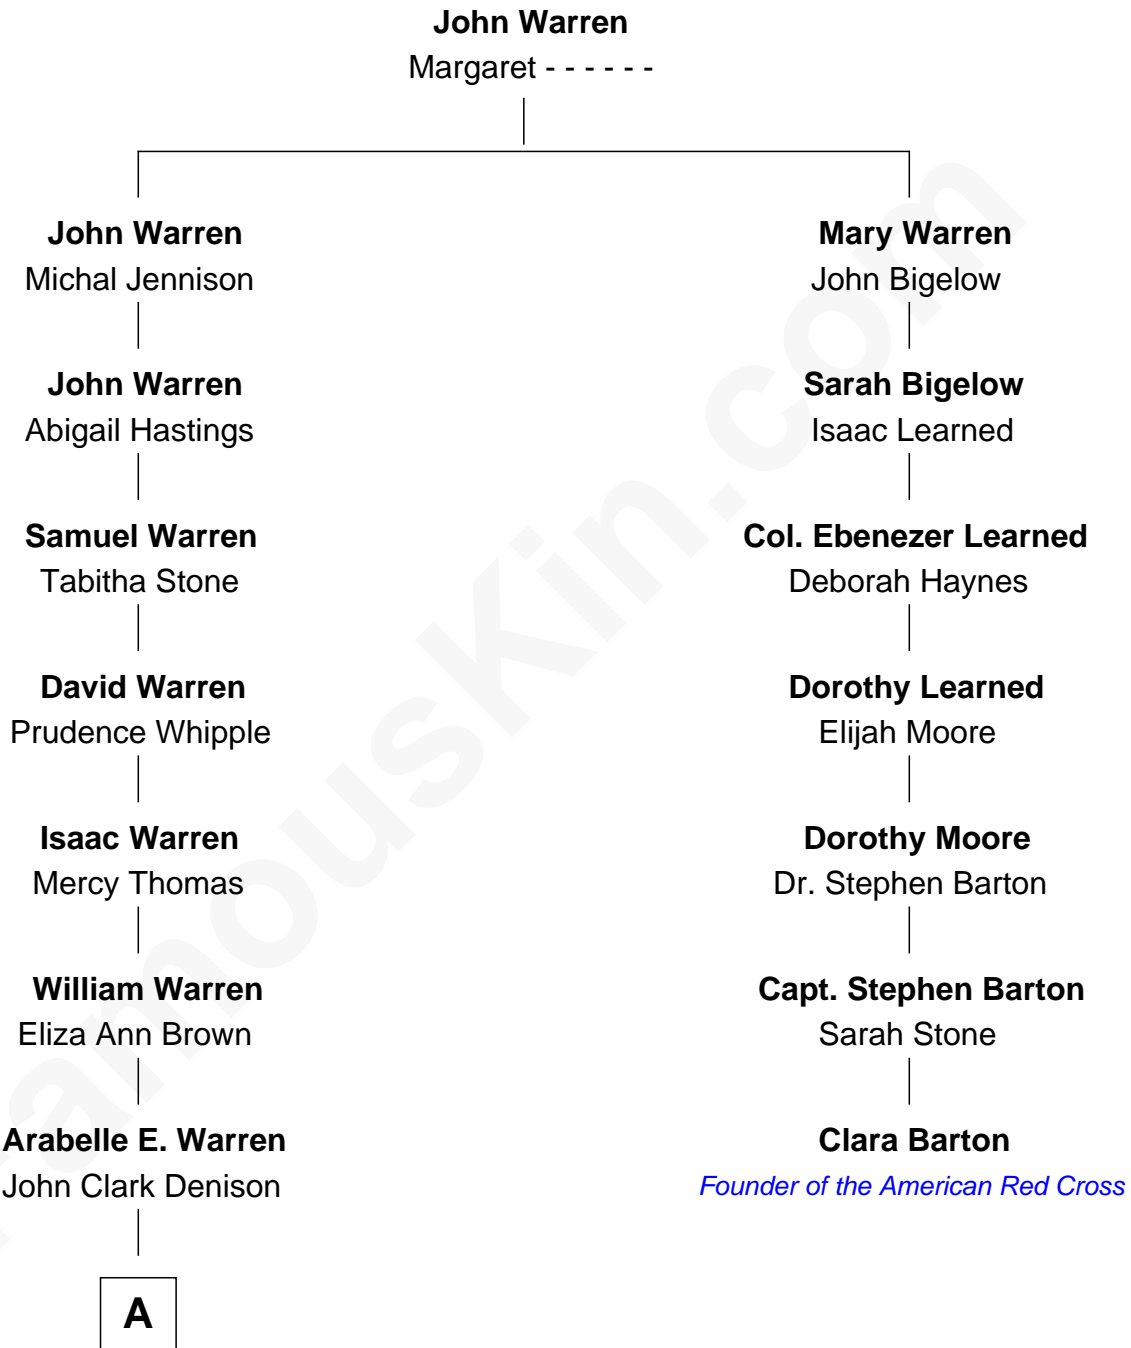 John Warren
Margaret - - - - - -
John Warren
Michal Jennison
Mary Warren
John Bigelow
John Warren
Abigail Hastings
Sarah Bigelow
Isaac Learned
Samuel Warren
Tabitha Stone
Col. Ebenezer Learned
Deborah Haynes
David Warren
Prudence Whipple
Dorothy Learned
Elijah Moore
Isaac Warren
Mercy Thomas
Dorothy Moore
Dr. Stephen Barton
William Warren
Eliza Ann Brown
Capt. Stephen Barton
Sarah Stone
Arabelle E. Warren
John Clark Denison
Clara Barton
Founder of the American Red Cross
A
FamousKin.com